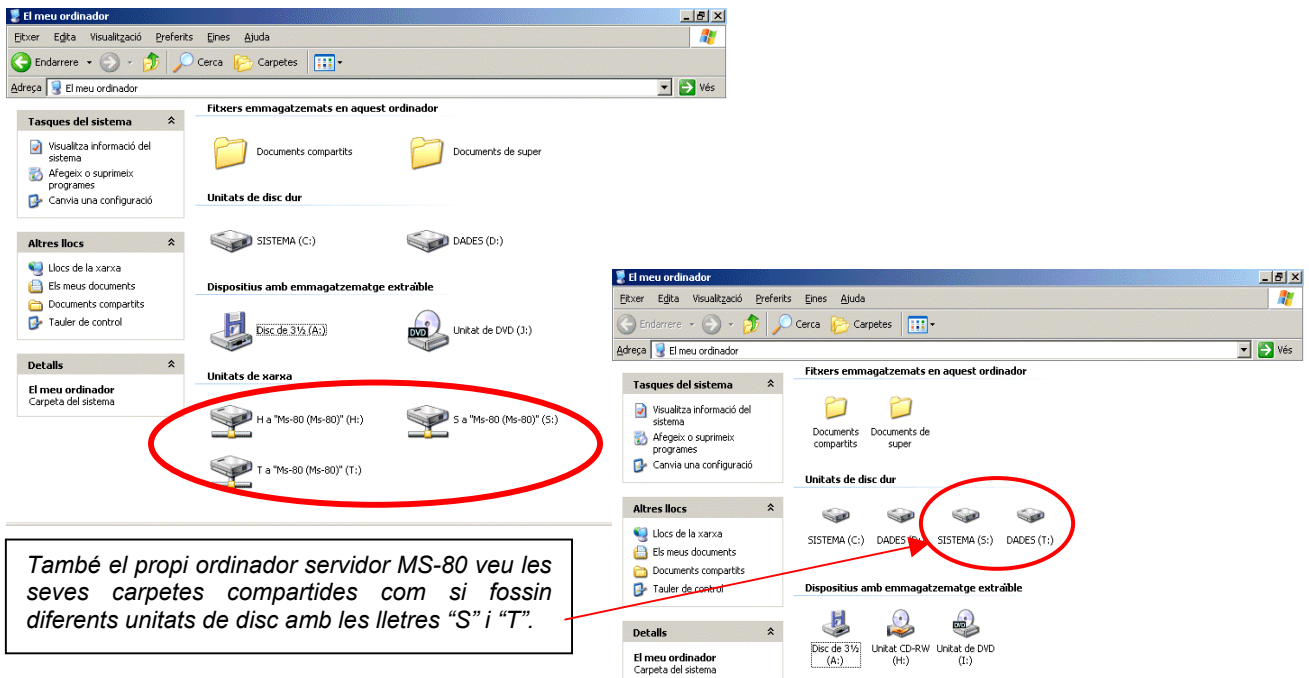 El meu ordinador
Fitxer Edita Visualització Preferits Eines Ajuda
Endarrere Cerca Carpetes
Adreça El meu ordinador Vés
Tasques del sistema
Visualitza informació del
sistema
Afegeix o suprimeix
programes
Canvia una configuració
Altres llocs
Llocs de la xarxa
Els meus documents
Documents compartits
Tauler de control
Detalls
El meu ordinador
Carpeta del sistema
Fitxers emmagatzemats en aquest ordinador
Documents compartits Documents de super
Unitats de disc dur
SISTEMA (C:) DADES (D:)
Dispositius amb emmagatzematge extraïble
Disc de 3½ (A:) Unitat de DVD (J:)
Unitats de xarxa
H a "Ms-80 (Ms-80)" (H:) S a "Ms-80 (Ms-80)" (S:)
T a "Ms-80 (Ms-80)" (T:)
També el propi ordinador servidor MS-80 veu les
seves carpetes compartides com si fossin
diferents unitats de disc amb les lletres “S” i “T”.
El meu ordinador
Fitxer Edita Visualització Preferits Eines Ajuda
Endarrere Cerca Carpetes
Adreça El meu ordinador Vés
Tasques del sistema
Visualitza informació del
sistema
Afegeix o suprimeix
programes
Canvia una configuració
Altres llocs
Llocs de la xarxa
Els meus documents
Documents compartits
Tauler de control
Detalls
El meu ordinador
Carpeta del sistema
Fitxers emmagatzemats en aquest ordinador
Documents Documents de
compartits super
Unitats de disc dur
SISTEMA (C:) DADES (D:) SISTEMA (S:) DADES (T:)
Dispositius amb emmagatzematge extraïble
Disc de 3½ Unitat CD-RW Unitat de DVD
(A:) (H:) (I:)